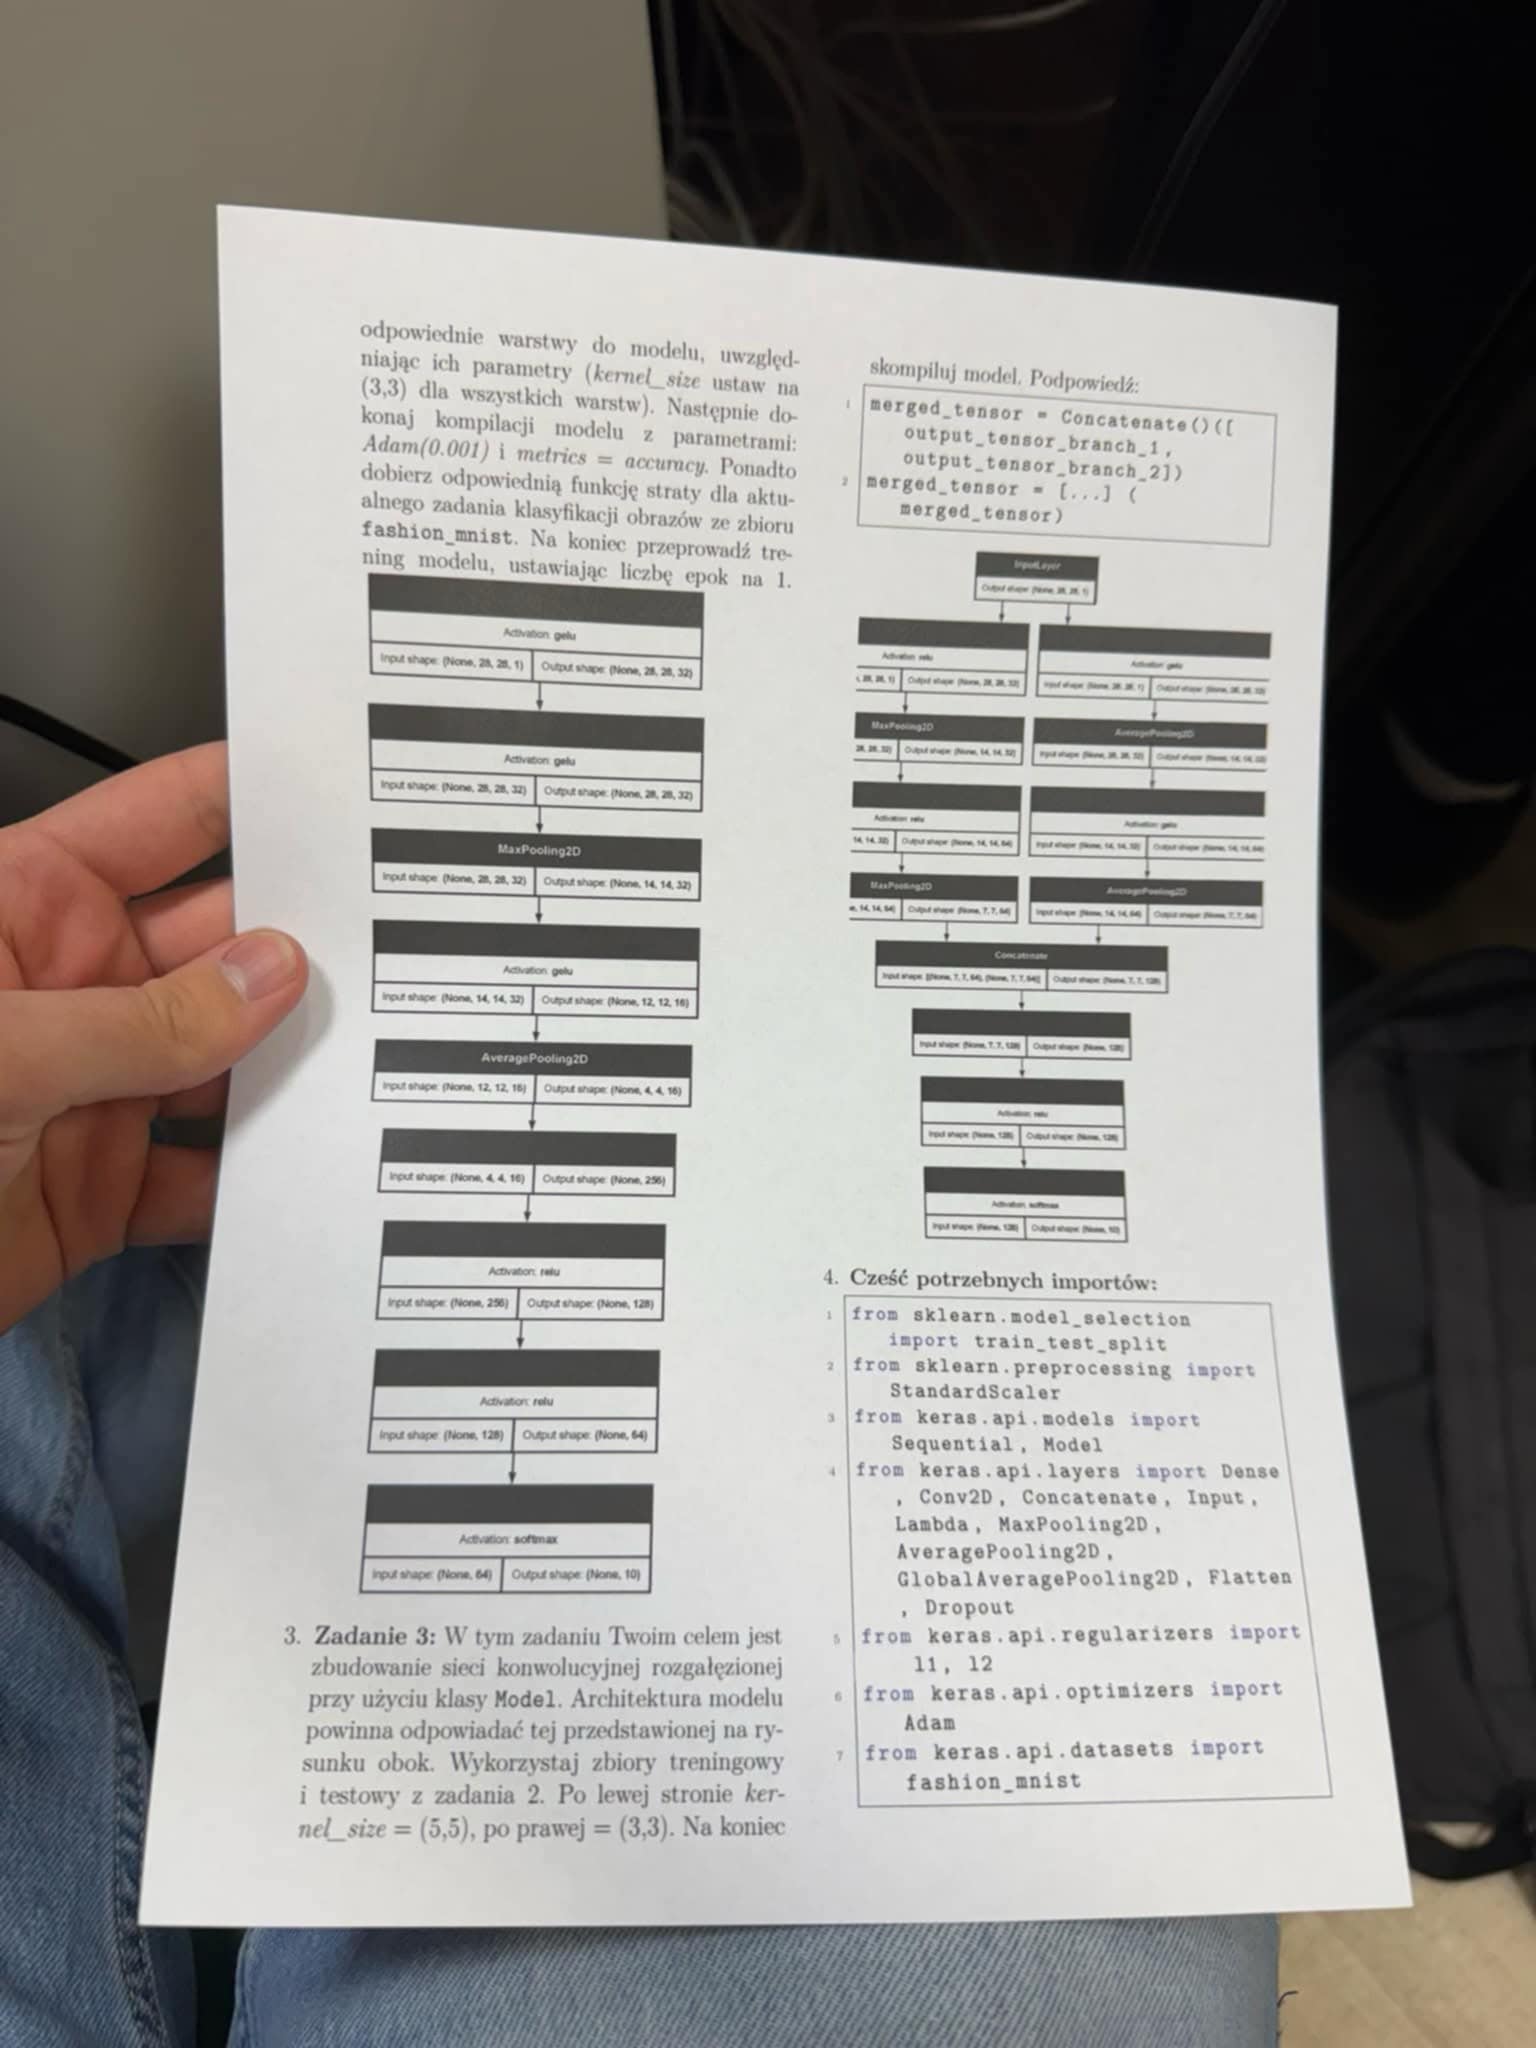 odpowiednie warstwy do modelu, uwzględ-
niając ich parametry (kernel_size ustaw na
(3,3) dla wszystkich warstw). Następnie do-
konaj kompilacji modelu z parametrami:
Adam(0.001) i metrics = accuracy. Ponadto
dobierz odpowiednią funkcję straty dla aktu-
alnego zadania klasyfikacji obrazów ze zbioru
fashion_mnist. Na koniec przeprowadź tre-
ning modelu, ustawiając liczbę epok na 1.
Activation: gelu
Input shape: (None, 28, 28, 1) Output shape: (None, 28, 28, 32)
Activation: gelu
Input shape: (None, 28, 28, 32) Output shape: (None, 28, 28, 32)
MaxPooling2D
Input shape: (None, 28, 28, 32) Output shape: (None, 14, 14, 32)
Activation: gelu
Input shape: (None, 14, 14, 32) Output shape: (None, 12, 12, 16)
AveragePooling2D
Input shape: (None, 12, 12, 16) Output shape: (None, 4, 4, 16)
Input shape: (None, 4, 4, 16) Output shape: (None, 256)
Activation: relu
Input shape: (None, 256) Output shape: (None, 128)
Activation: relu
Input shape: (None, 128) Output shape: (None, 64)
Activation: softmax
Input shape: (None, 64) Output shape: (None, 10)
3. Zadanie 3: W tym zadaniu Twoim celem jest
zbudowanie sieci konwolucyjnej rozgałęzionej
przy użyciu klasy Model. Architektura modelu
powinna odpowiadać tej przedstawionej na ry-
sunku obok. Wykorzystaj zbiory treningowy
i testowy z zadania 2. Po lewej stronie ker-
nel_size = (5,5), po prawej = (3,3). Na koniec
skompiluj model. Podpowiedź:
1 merged_tensor = Concatenate()([
output_tensor_branch_1,
output_tensor_branch_2])
2 merged_tensor = [...] (
merged_tensor)
InputLayer
Output shape: (None, 28, 28, 1)
Activation: relu
, 28, 28, 1) Output shape: (None, 28, 28, 32)
Activation: gelu
Input shape: (None, 28, 28, 1) Output shape: (None, 28, 28, 32)
MaxPooling2D
28, 28, 32) Output shape: (None, 14, 14, 32)
AveragePooling2D
Input shape: (None, 28, 28, 32) Output shape: (None, 14, 14, 32)
Activation: relu
14, 14, 32) Output shape: (None, 14, 14, 64)
Activation: gelu
Input shape: (None, 14, 14, 32) Output shape: (None, 14, 14, 64)
MaxPooling2D
e, 14, 14, 64) Output shape: (None, 7, 7, 64)
AveragePooling2D
Input shape: (None, 14, 14, 64) Output shape: (None, 7, 7, 64)
Concatenate
Input shape: [(None, 7, 7, 64), (None, 7, 7, 64)] Output shape: (None, 7, 7, 128)
Input shape: (None, 7, 7, 128) Output shape: (None, 128)
Activation: relu
Input shape: (None, 128) Output shape: (None, 128)
Activation: softmax
Input shape: (None, 128) Output shape: (None, 10)
4. Cześć potrzebnych importów:
1 from sklearn.model_selection
import train_test_split
2 from sklearn.preprocessing import
StandardScaler
3 from keras.api.models import
Sequential, Model
4 from keras.api.layers import Dense
, Conv2D, Concatenate, Input,
Lambda, MaxPooling2D,
AveragePooling2D,
GlobalAveragePooling2D, Flatten
, Dropout
5 from keras.api.regularizers import
l1, l2
6 from keras.api.optimizers import
Adam
7 from keras.api.datasets import
fashion_mnist